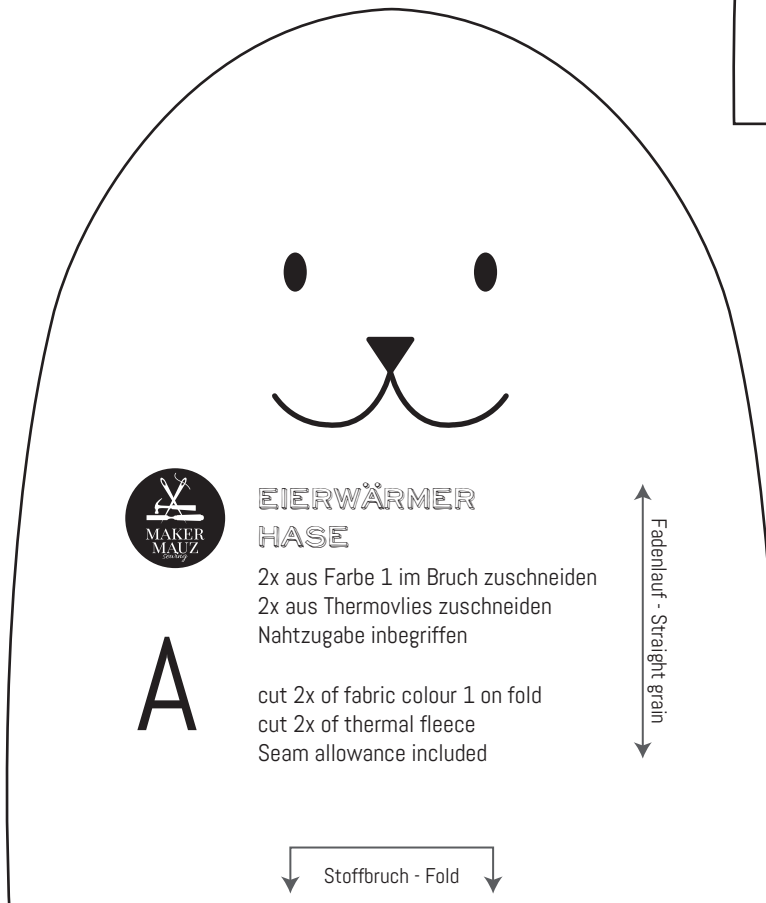 MAKER
MAUZ
sewing
EIERWÄRMER
HASE
2x aus Farbe 1 im Bruch zuschneiden
2x aus Thermovlies zuschneiden
Nahtzugabe inbegriffen
A
cut 2x of fabric colour 1 on fold
cut 2x of thermal fleece
Seam allowance included
Fadenlauf - Straight grain
Stoffbruch - Fold